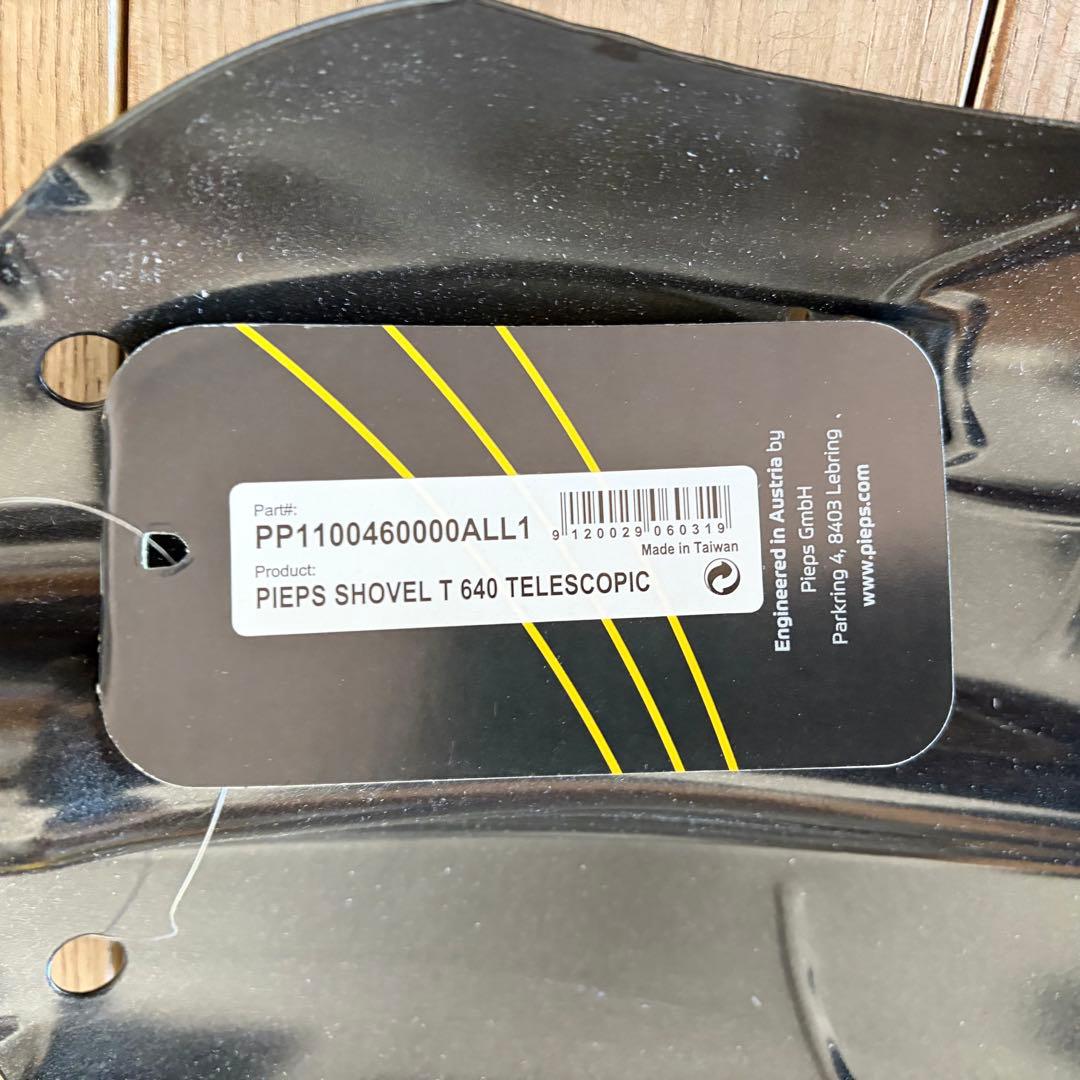 Part#:
PP1100460000ALL1
9 120029 060319
Made in Taiwan
Product:
PIEPS SHOVEL T 640 TELESCOPIC
Engineered in Austria by
Pieps GmbH
Parkring 4, 8403 Lebring
www.pieps.com